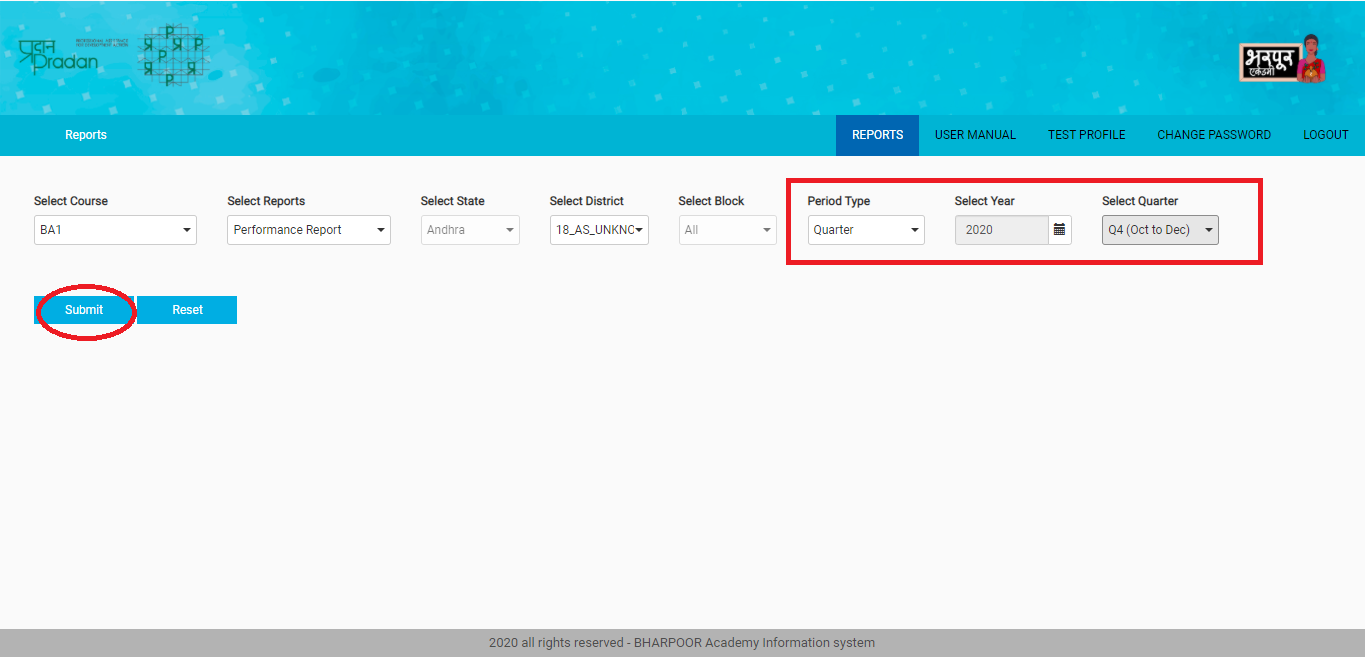 प्रदान
Pradan
PROFESSIONAL ASSISTANCE
FOR DEVELOPMENT ACTION
P
प्र P प्र P
P
प्र P प्र
P
भरपूर
एकेडमी
Reports
REPORTS
USER MANUAL
TEST PROFILE
CHANGE PASSWORD
LOGOUT
Select Course
Select Reports
Select State
Select District
Select Block
Period Type
Select Year
Select Quarter
BA1
Performance Report
Andhra
18_AS_UNKNO
All
Quarter
2020
Q4 (Oct to Dec)
Submit
Reset
2020 all rights reserved - BHARPOOR Academy Information system